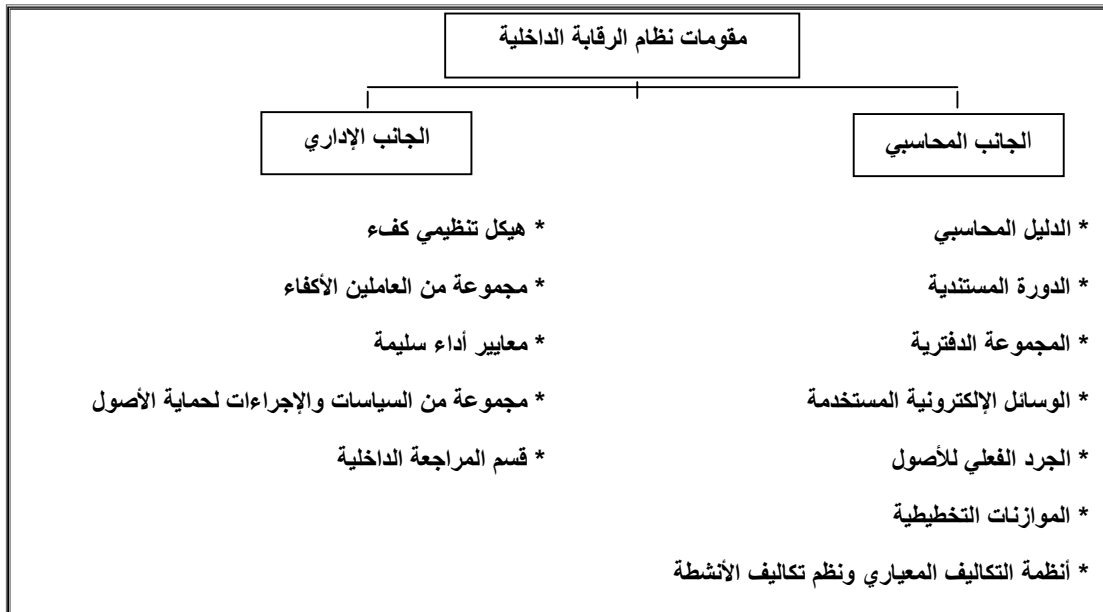 مقومات نظام الرقابة الداخلية
الجانب المحاسبي
* الدليل المحاسبي
* الدورة المستندية
* المجموعة الدفترية
* الوسائل الإلكترونية المستخدمة
* الجرد الفعلي للأصول
* الموازنات التخطيطية
* أنظمة التكاليف المعياري ونظم تكاليف الأنشطة
الجانب الإداري
* هيكل تنظيمي كفء
* مجموعة من العاملين الأكفاء
* معايير أداء سليمة
* مجموعة من السياسات والإجراءات لحماية الأصول
* قسم المراجعة الداخلية